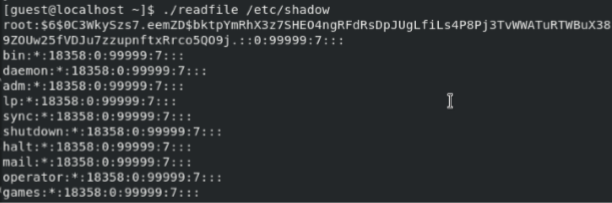 [guest@localhost ~]$ ./readfile /etc/shadow
root:$6$0C3WkySzs7.eemZD$bktpYmRhX3z7SHEO4ngRFdRsDpJUgLfiLs4P8Pj3TvWWATuRTWBuX38
9ZOUw25fVDJu7zzupnftxRrco5QO9j.::0:99999:7:::
bin:*:18358:0:99999:7:::
daemon:*:18358:0:99999:7:::
adm:*:18358:0:99999:7:::
lp:*:18358:0:99999:7:::
sync:*:18358:0:99999:7:::
shutdown:*:18358:0:99999:7:::
halt:*:18358:0:99999:7:::
mail:*:18358:0:99999:7:::
operator:*:18358:0:99999:7:::
games:*:18358:0:99999:7:::